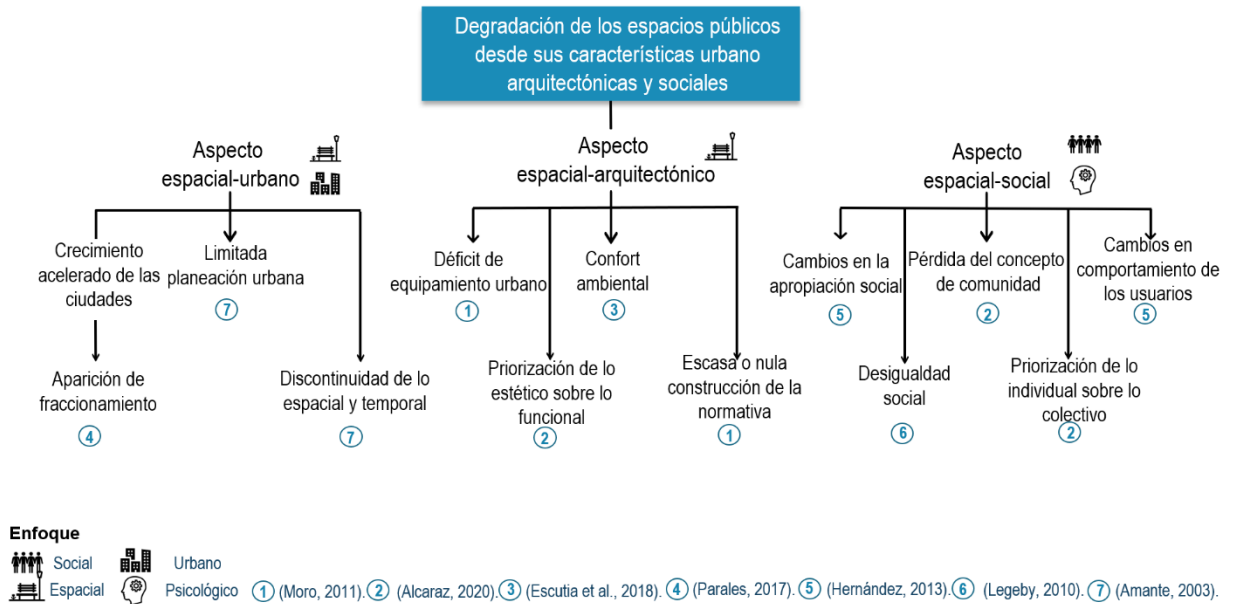 Degradación de los espacios públicos
desde sus características urbano
arquitectónicas y sociales
Aspecto
espacial-urbano
Aspecto
espacial-arquitectónico
Aspecto
espacial-social
Crecimiento
acelerado de las
ciudades
Limitada
planeación urbana
7
Déficit de
equipamiento urbano
1
Confort
ambiental
3
Cambios en la
apropiación social
5
Pérdida del concepto
de comunidad
2
Cambios en
comportamiento de
los usuarios
5
Aparición de
fraccionamiento
4
Discontinuidad de lo
espacial y temporal
7
Priorización de lo
estético sobre lo
funcional
2
Escasa o nula
construcción de la
normativa
1
Desigualdad
social
6
Priorización de lo
individual sobre lo
colectivo
2
Enfoque
Social Urbano
Espacial Psicológico 1 (Moro, 2011). 2 (Alcaraz, 2020). 3 (Escutia et al., 2018). 4 (Parales, 2017). 5 (Hernández, 2013). 6 (Legeby, 2010). 7 (Amante, 2003).